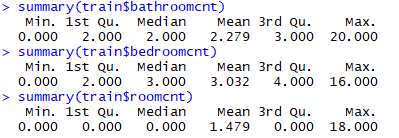 > summary(train$bathroomcnt)
Min. 1st Qu. Median Mean 3rd Qu. Max.
0.000 2.000 2.000 2.279 3.000 20.000
> summary(train$bedroomcnt)
Min. 1st Qu. Median Mean 3rd Qu. Max.
0.000 2.000 3.000 3.032 4.000 16.000
> summary(train$roomcnt)
Min. 1st Qu. Median Mean 3rd Qu. Max.
0.000 0.000 0.000 1.479 0.000 18.000